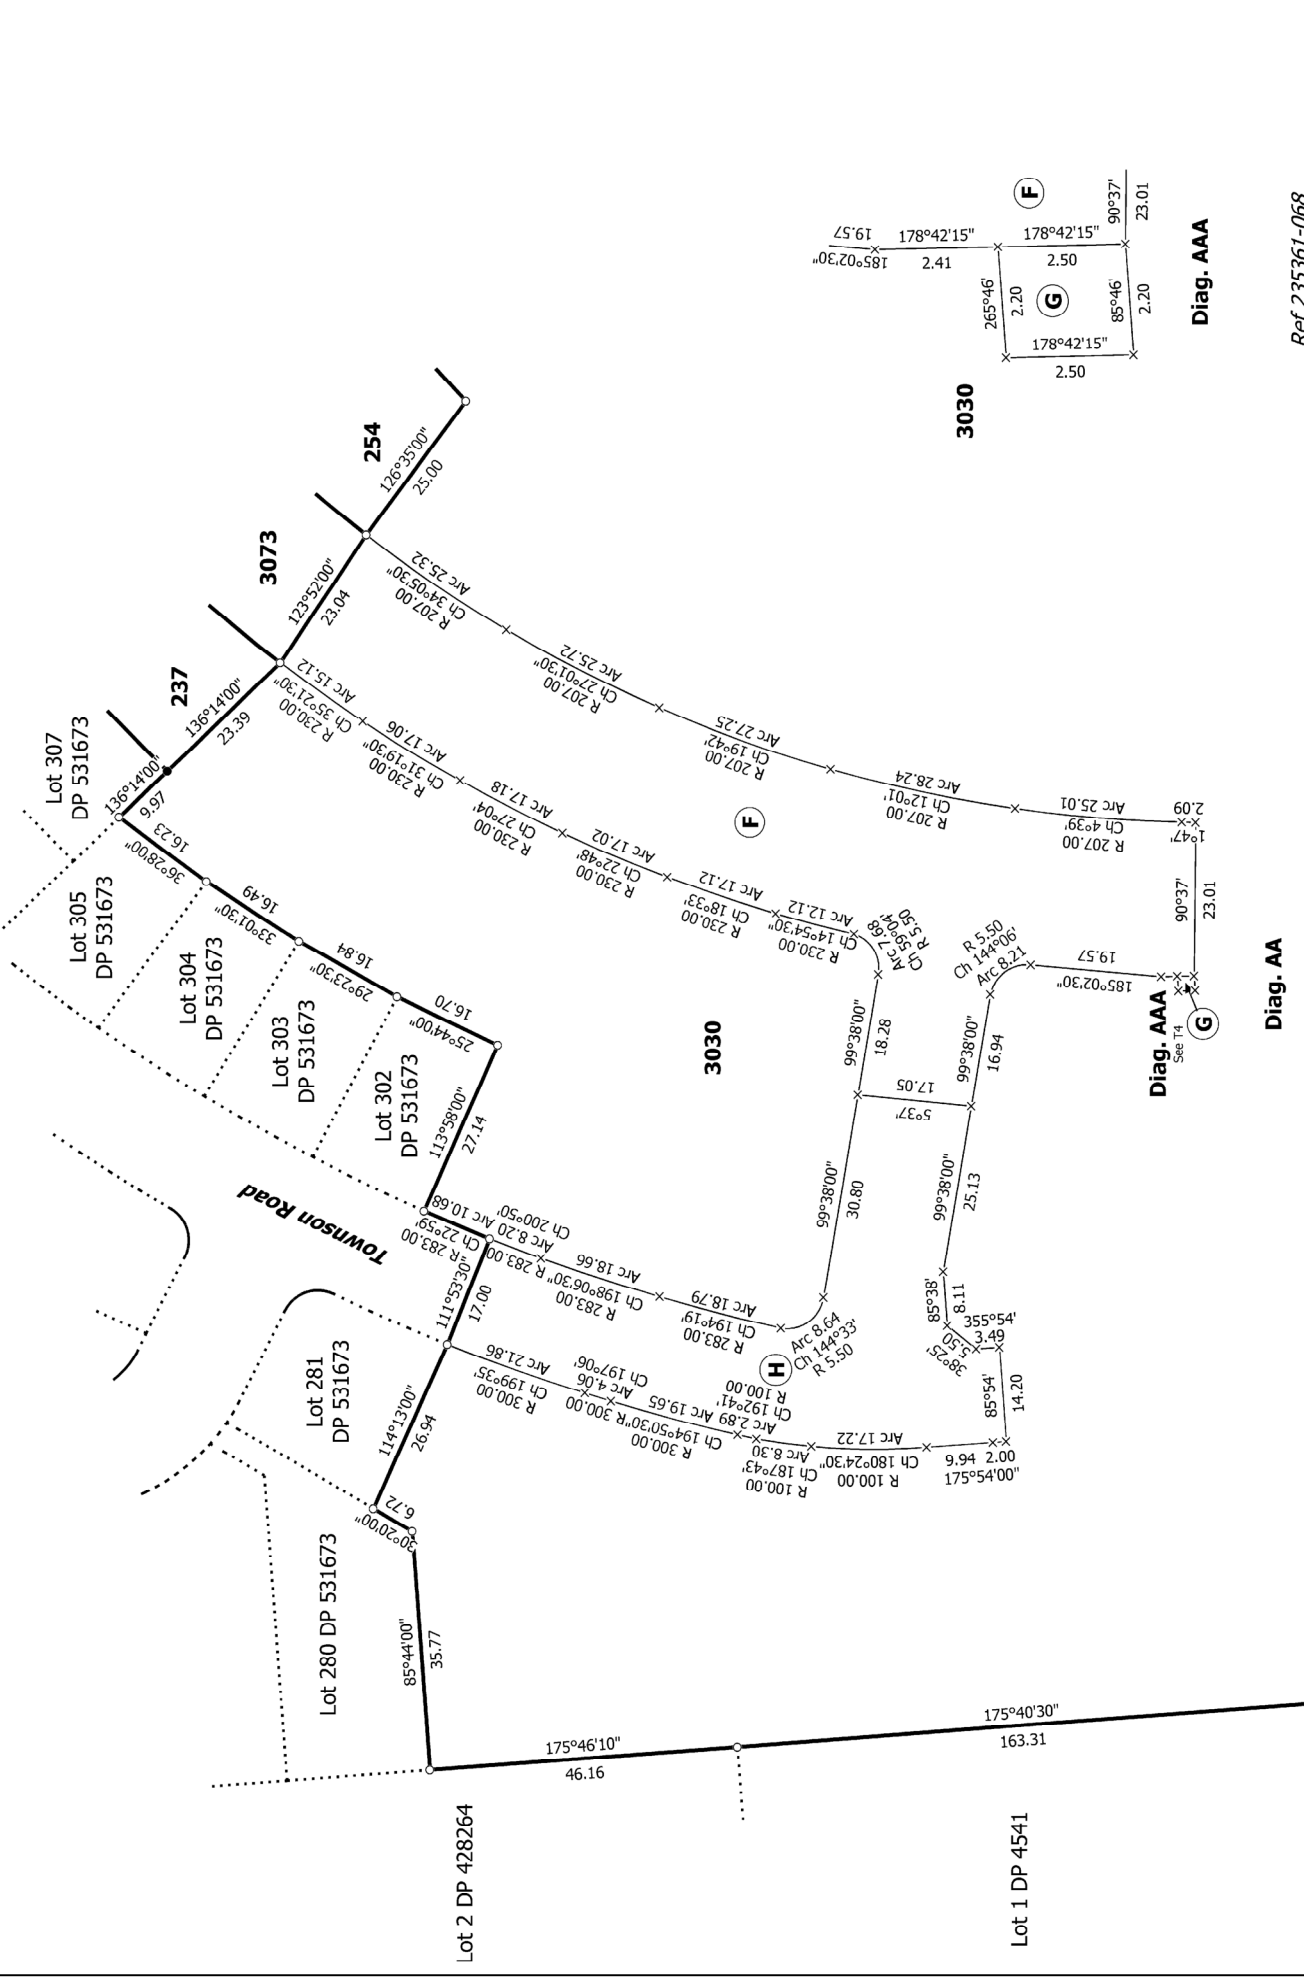 Lot 307
DP 531673
237
3073
254
Lot 305
DP 531673
Lot 304
DP 531673
Lot 303
DP 531673
Lot 302
DP 531673
Townson Road
Lot 281
DP 531673
Lot 280 DP 531673
Lot 2 DP 428264
Lot 1 DP 4541
136°14'00"
9.97
136°14'00"
23.39
123°52'00"
23.04
126°35'00"
25.00
36°28'00"
16.23
33°01'30"
16.49
29°23'30"
16.84
25°44'00"
16.70
113°58'00"
27.14
R 283.00
Ch 22°59'
Arc 10.68
111°53'30"
17.00
114°13'00"
26.94
30°20'00"
6.72
85°44'00"
35.77
175°46'10"
46.16
175°40'30"
163.31
R 207.00
Ch 34°05'30"
Arc 25.32
R 207.00
Ch 27°01'30"
Arc 25.72
R 207.00
Ch 19°42'
Arc 27.25
R 207.00
Ch 12°01'
Arc 28.24
R 207.00
Ch 4°39'
Arc 25.01
1°47'
2.09
R 230.00
Ch 35°21'30"
Arc 15.12
R 230.00
Ch 31°19'30"
Arc 17.06
R 230.00
Ch 27°04'
Arc 17.18
R 230.00
Ch 22°48'
Arc 17.02
R 230.00
Ch 18°33'
Arc 17.12
R 230.00
Ch 14°54'30"
Arc 12.12
R 5.50
Ch 59°04'
Arc 7.68
F
3030
99°38'00"
18.28
5°37'
17.05
R 5.50
Ch 144°06'
Arc 8.21
99°38'00"
16.94
185°02'30"
19.57
90°37'
23.01
99°38'00"
30.80
99°38'00"
25.13
85°38'
8.11
38°25'
5.50
355°54'
3.49
85°54'
14.20
R 283.00
Arc 8.20
Ch 200°50'
R 283.00
Ch 198°06'30"
Arc 18.66
R 283.00
Ch 194°19'
Arc 18.79
Arc 8.64
Ch 144°33'
R 5.50
H
R 300.00
Ch 199°35'
Arc 21.86
R 300.00
Arc 4.06
Ch 197°06'
R 300.00
Ch 194°50'30"
Arc 19.65
Arc 2.89
Ch 192°41'
R 100.00
R 100.00
Ch 187°43'
Arc 8.30
R 100.00
Ch 180°24'30"
Arc 17.22
9.94 2.00
175°54'00"
Diag. AAA
See T4
G
Diag. AA
3030
185°02'30"
19.57
178°42'15"
2.41
178°42'15"
2.50
265°46'
2.20
G
85°46'
2.20
178°42'15"
2.50
F
90°37'
23.01
Diag. AAA
Ref 235361-068